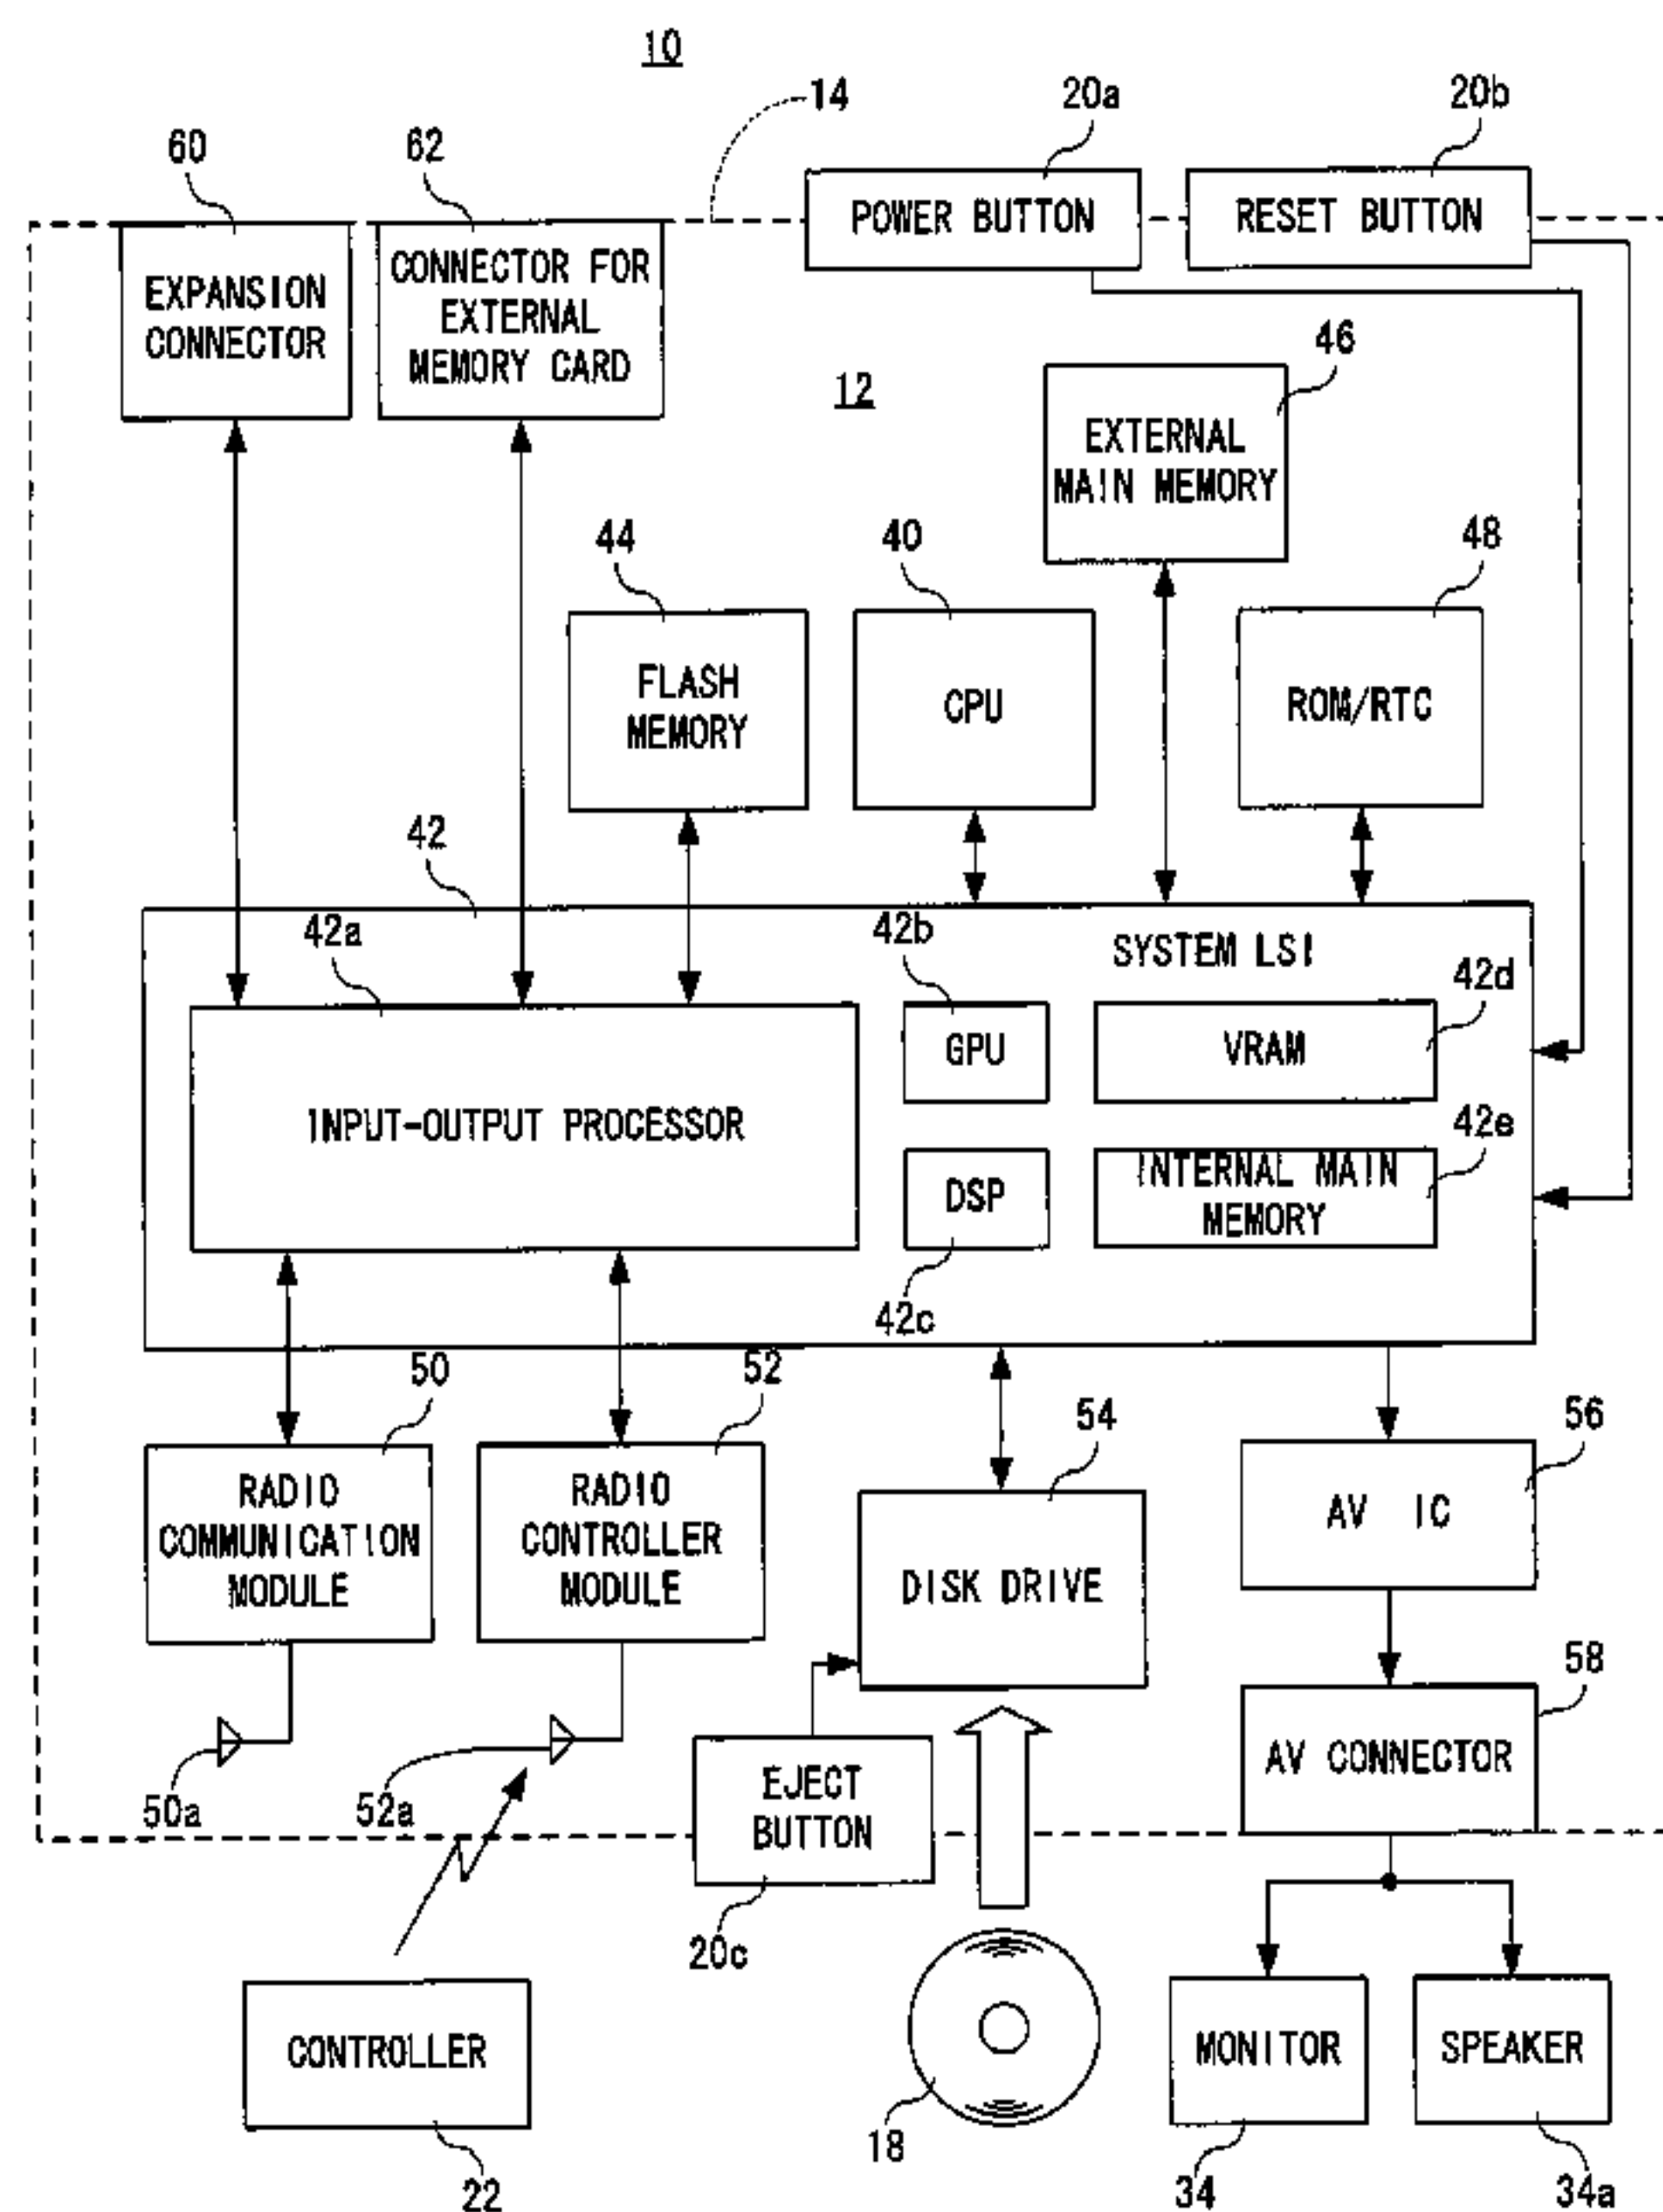 10
14
20a
20b
60
62
POWER BUTTON
RESET BUTTON
EXPANSION
CONNECTOR
CONNECTOR FOR
EXTERNAL
MEMORY CARD
12
46
EXTERNAL
MAIN MEMORY
44
40
48
FLASH
MEMORY
CPU
ROM/RTC
42
42a
42b
SYSTEM LSI
42d
GPU
VRAM
INPUT-OUTPUT PROCESSOR
42e
DSP
INTERNAL MAIN
MEMORY
42c
50
52
54
56
RADIO
COMMUNICATION
MODULE
RADIO
CONTROLLER
MODULE
DISK DRIVE
AV IC
58
50a
52a
EJECT
BUTTON
AV CONNECTOR
20c
CONTROLLER
MONITOR
SPEAKER
18
22
34
34a